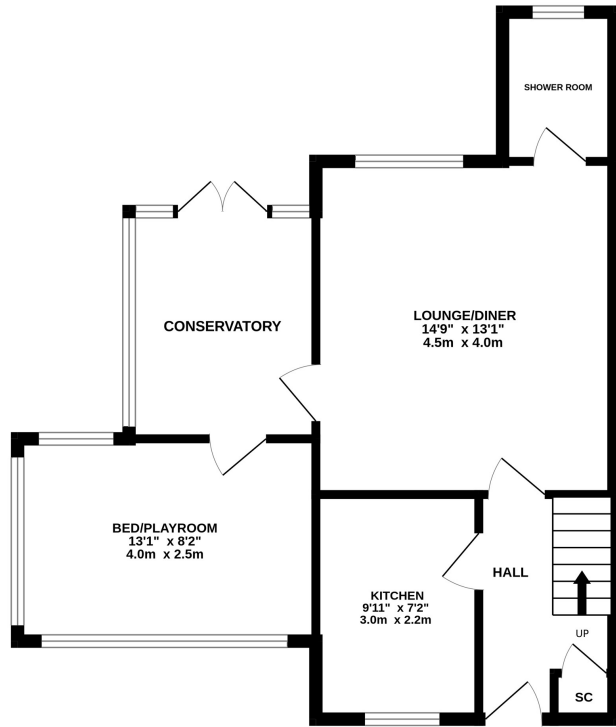 SHOWER ROOM
LOUNGE/DINER
14'9" x 13'1"
4.5m x 4.0m
CONSERVATORY
BED/PLAYROOM
13'1" x 8'2"
4.0m x 2.5m
KITCHEN
9'11" x 7'2"
3.0m x 2.2m
HALL
UP
SC